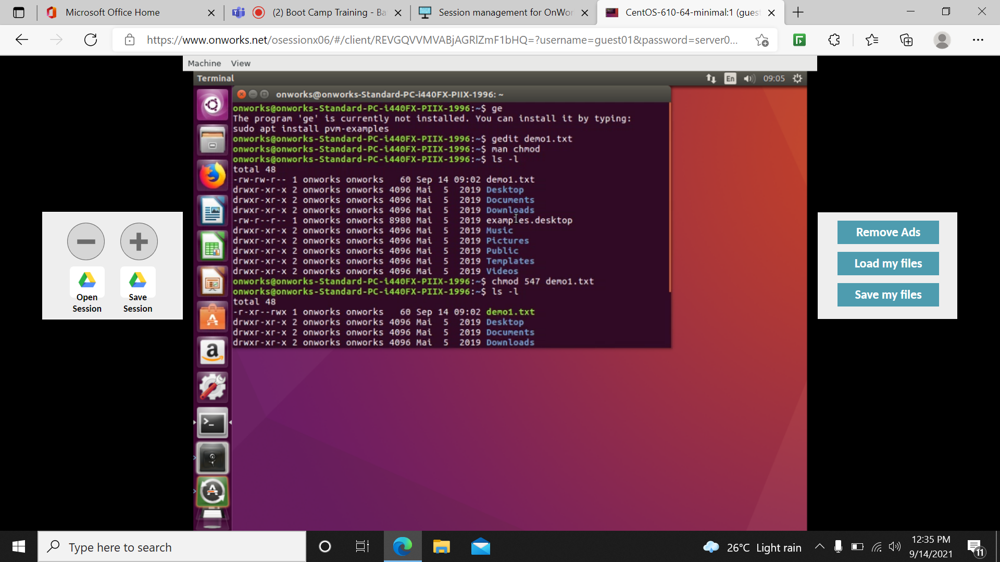 Microsoft Office Home
(2) Boot Camp Training - Ba
Session management for OnWor
CentOS-610-64-minimal:1 (guest
https://www.onworks.net/osessionx06/#/client/REVGQVVMVABjAGRlZmF1bHQ=?username=guest01&password=server0...
Machine View
Terminal
En
09:05
onworks@onworks-Standard-PC-i440FX-PIIX-1996: ~
onworks@onworks-Standard-PC-i440FX-PIIX-1996:~$ ge
The program 'ge' is currently not installed. You can install it by typing:
sudo apt install pvm-examples
onworks@onworks-Standard-PC-i440FX-PIIX-1996:~$ gedit demo1.txt
onworks@onworks-Standard-PC-i440FX-PIIX-1996:~$ man chmod
onworks@onworks-Standard-PC-i440FX-PIIX-1996:~$ ls -l
total 48
-rw-rw-r-- 1 onworks onworks   60 Sep 14 09:02 demo1.txt
drwxr-xr-x 2 onworks onworks 4096 Mai  5  2019 Desktop
drwxr-xr-x 2 onworks onworks 4096 Mai  5  2019 Documents
drwxr-xr-x 2 onworks onworks 4096 Mai  5  2019 Downloads
-rw-r--r-- 1 onworks onworks 8980 Mai  5  2019 examples.desktop
drwxr-xr-x 2 onworks onworks 4096 Mai  5  2019 Music
drwxr-xr-x 2 onworks onworks 4096 Mai  5  2019 Pictures
drwxr-xr-x 2 onworks onworks 4096 Mai  5  2019 Public
drwxr-xr-x 2 onworks onworks 4096 Mai  5  2019 Templates
drwxr-xr-x 2 onworks onworks 4096 Mai  5  2019 Videos
onworks@onworks-Standard-PC-i440FX-PIIX-1996:~$ chmod 547 demo1.txt
onworks@onworks-Standard-PC-i440FX-PIIX-1996:~$ ls -l
total 48
-r-xr--rwx 1 onworks onworks   60 Sep 14 09:02 demo1.txt
drwxr-xr-x 2 onworks onworks 4096 Mai  5  2019 Desktop
drwxr-xr-x 2 onworks onworks 4096 Mai  5  2019 Documents
drwxr-xr-x 2 onworks onworks 4096 Mai  5  2019 Downloads
Open
Session
Save
Session
Remove Ads
Load my files
Save my files
Type here to search
26°C Light rain
12:35 PM
9/14/2021
11